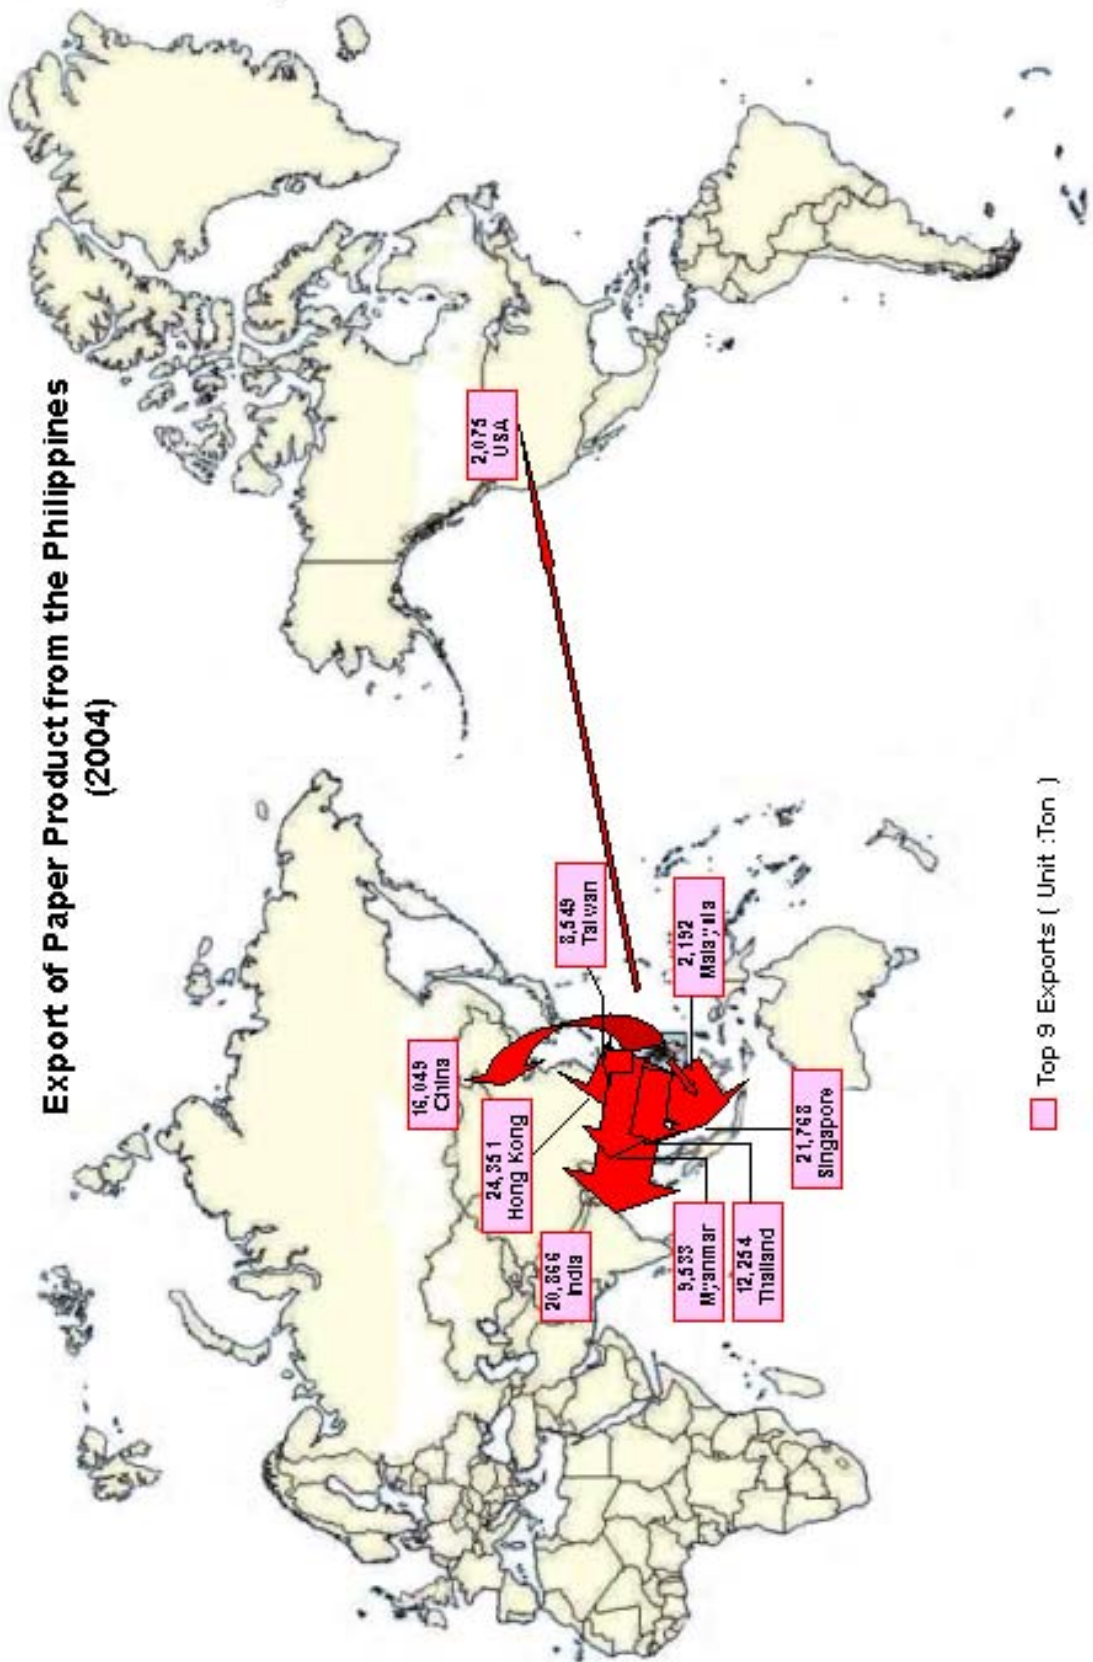 Export of Paper Product from the Philippines
(2004)
2,075
USA
8,549
Taiwan
2,192
Malaysia
16,049
China
24,351
Hong Kong
21,768
Singapore
20,866
India
9,533
Myanmar
12,254
Thailand
Top 9 Exports ( Unit :Ton )